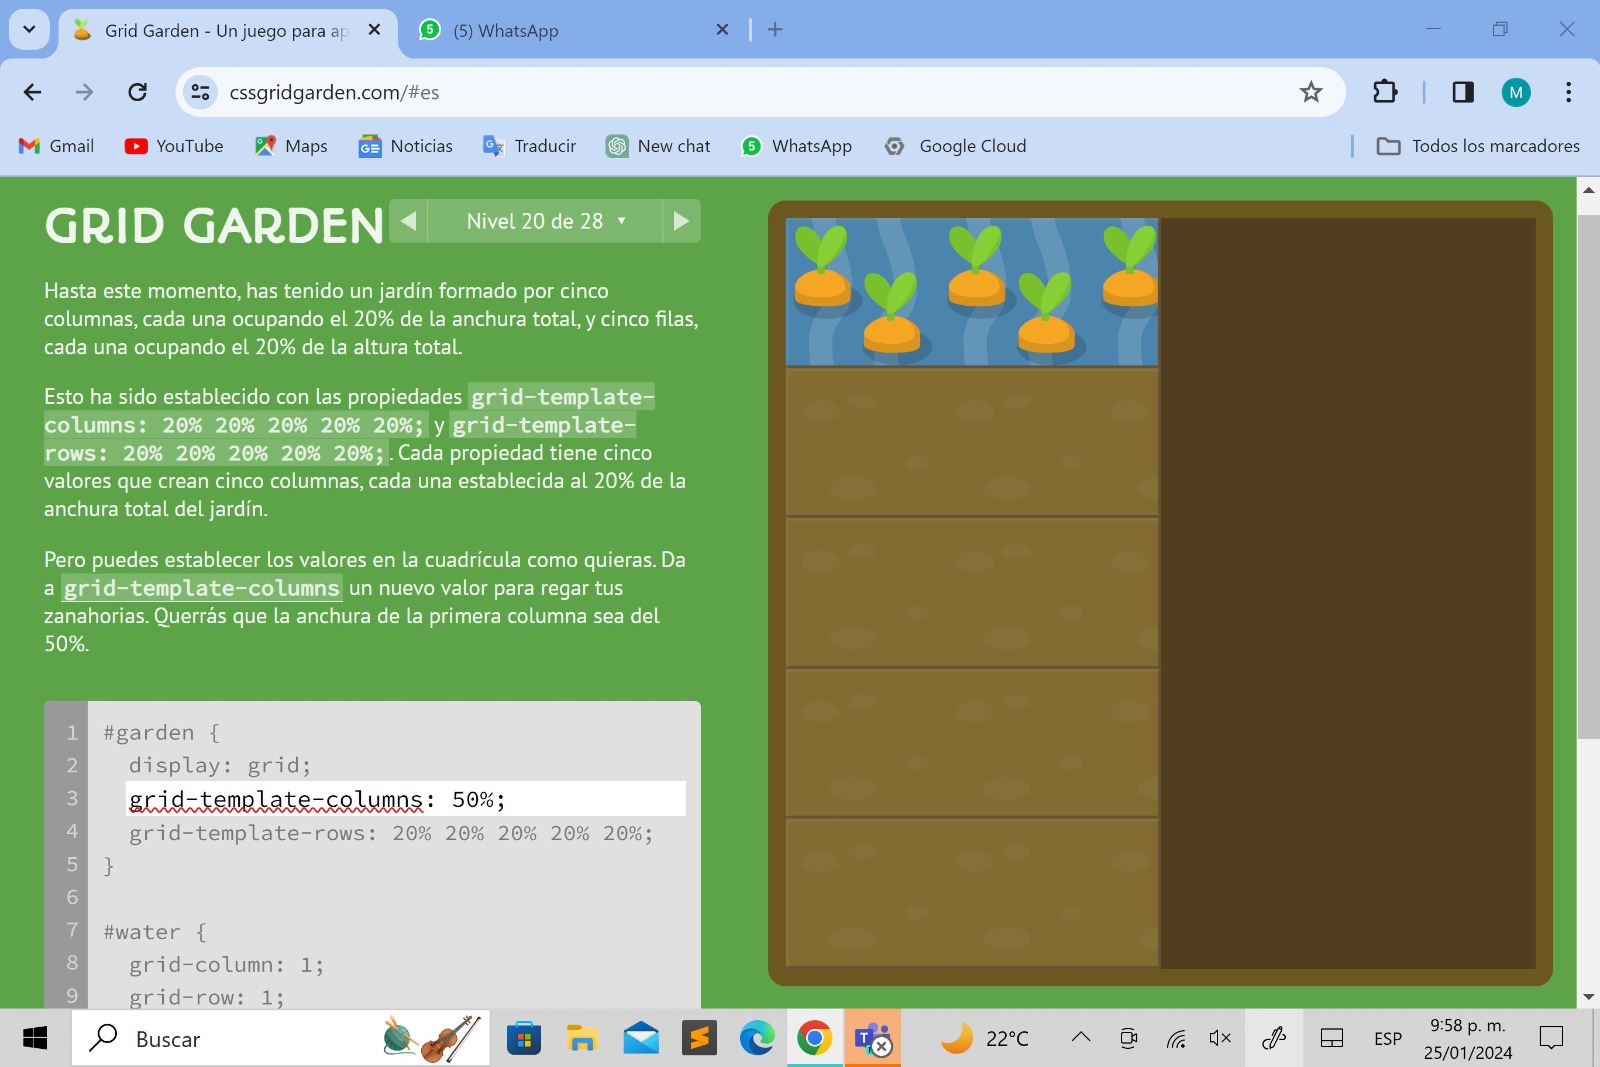 Grid Garden - Un juego para ap
5 (5) WhatsApp
cssgridgarden.com/#es
M
Gmail YouTube Maps Noticias Traducir New chat 5 WhatsApp Google Cloud Todos los marcadores
GRID GARDEN
Nivel 20 de 28
Hasta este momento, has tenido un jardín formado por cinco
columnas, cada una ocupando el 20% de la anchura total, y cinco filas,
cada una ocupando el 20% de la altura total.
Esto ha sido establecido con las propiedades grid-template-
columns: 20% 20% 20% 20% 20%; y grid-template-
rows: 20% 20% 20% 20% 20%;. Cada propiedad tiene cinco
valores que crean cinco columnas, cada una establecida al 20% de la
anchura total del jardín.
Pero puedes establecer los valores en la cuadrícula como quieras. Da
a grid-template-columns un nuevo valor para regar tus
zanahorias. Querrás que la anchura de la primera columna sea del
50%.
1 #garden {
2 display: grid;
3 grid-template-columns: 50%;
4 grid-template-rows: 20% 20% 20% 20% 20%;
5 }
6
7 #water {
8 grid-column: 1;
9 grid-row: 1;
Buscar
22°C
ESP
9:58 p. m.
25/01/2024